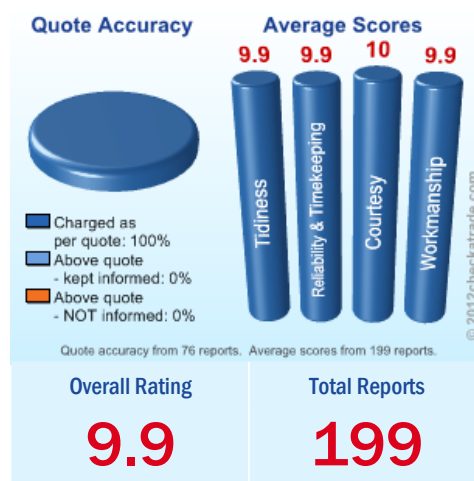 Quote Accuracy
Average Scores
9.9
9.9
10
9.9
Tidiness
Reliability & Timekeeping
Courtesy
Workmanship
Charged as
per quote: 100%
Above quote
- kept informed: 0%
Above quote
- NOT informed: 0%
© 2012checkatrade.com
Quote accuracy from 76 reports. Average scores from 199 reports.
Overall Rating
Total Reports
9.9
199